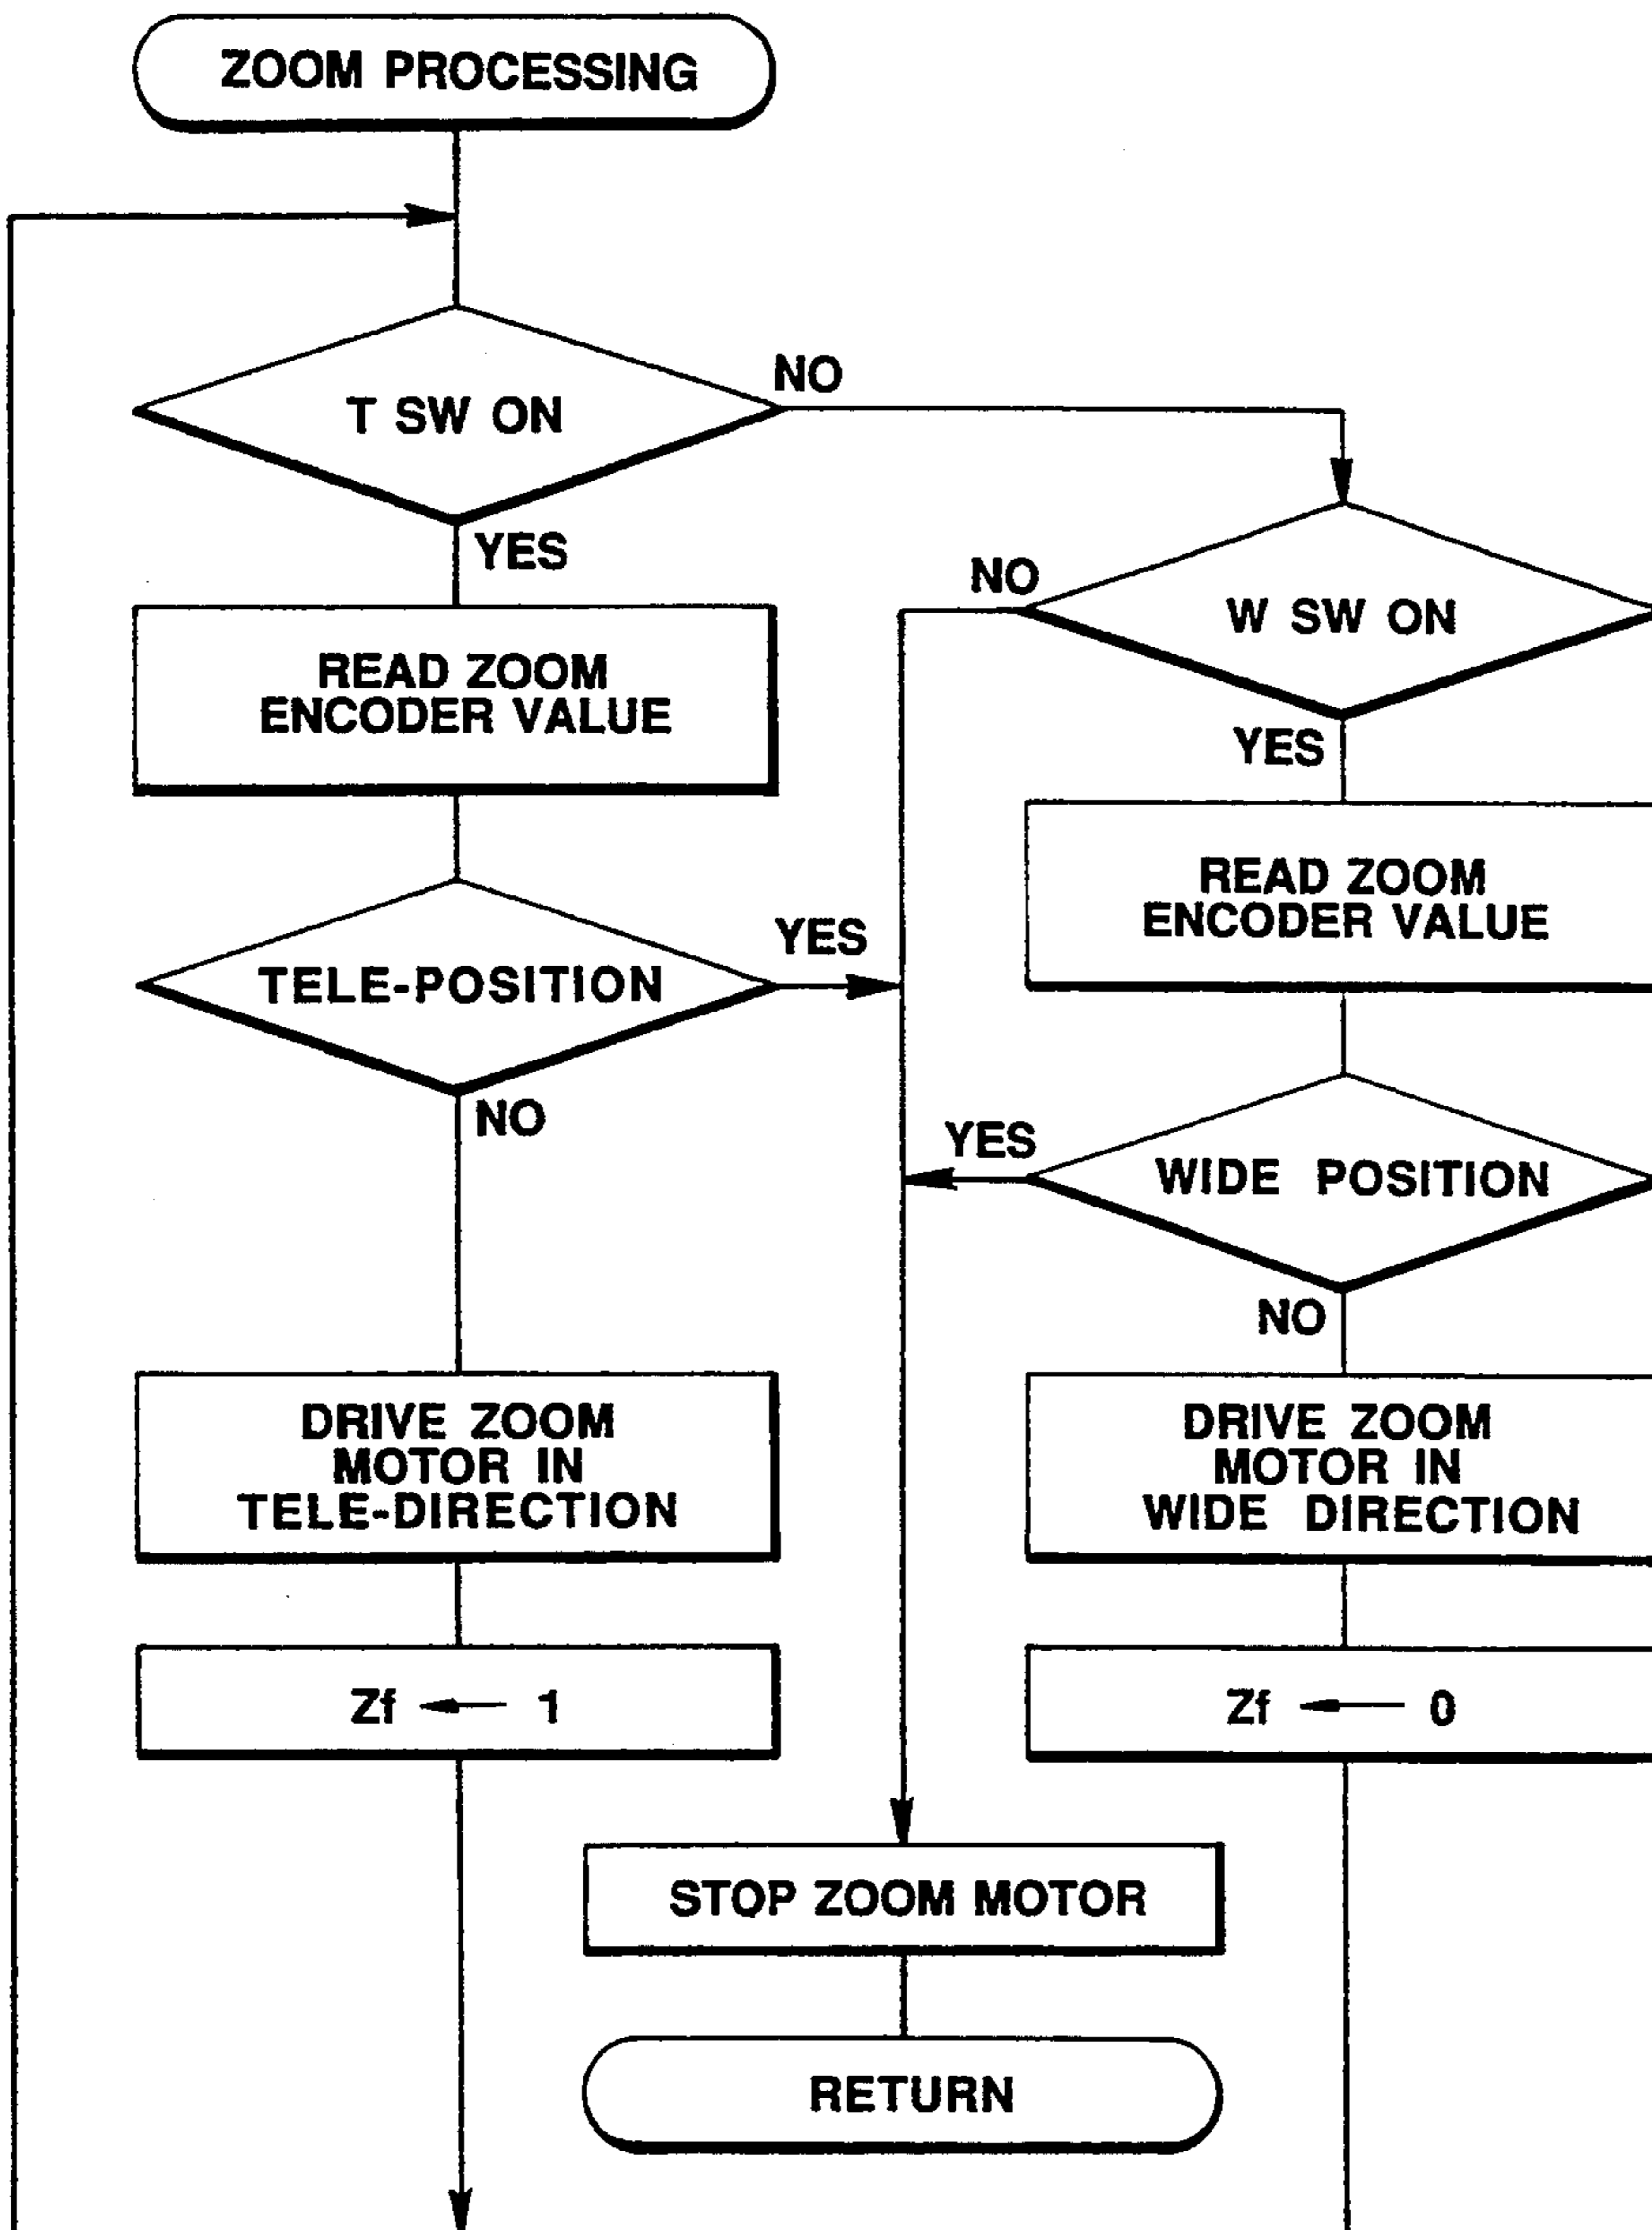 ZOOM PROCESSING
T SW ON
NO
YES
NO
W SW ON
YES
READ ZOOM
ENCODER VALUE
READ ZOOM
ENCODER VALUE
TELE-POSITION
YES
NO
YES
WIDE POSITION
NO
DRIVE ZOOM
MOTOR IN
TELE-DIRECTION
DRIVE ZOOM
MOTOR IN
WIDE DIRECTION
Zf ← 1
Zf ← 0
STOP ZOOM MOTOR
RETURN